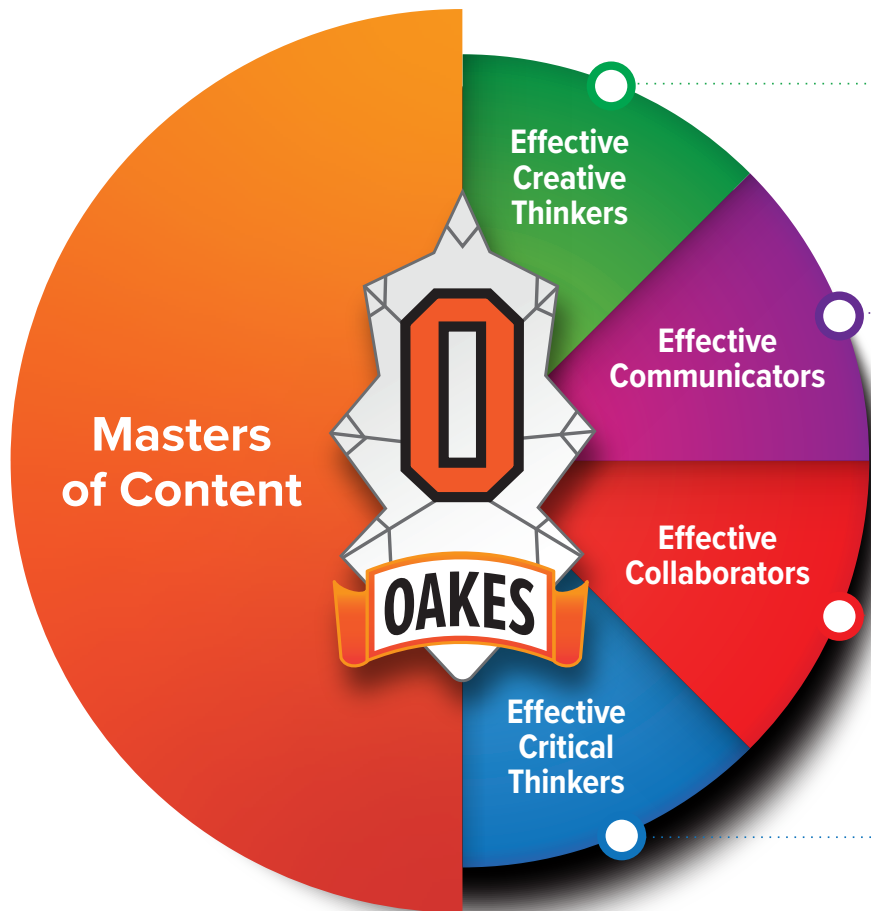 Effective
Creative
Thinkers
Effective
Communicators
Masters
of Content
O
Effective
Collaborators
OAKES
Effective
Critical
Thinkers